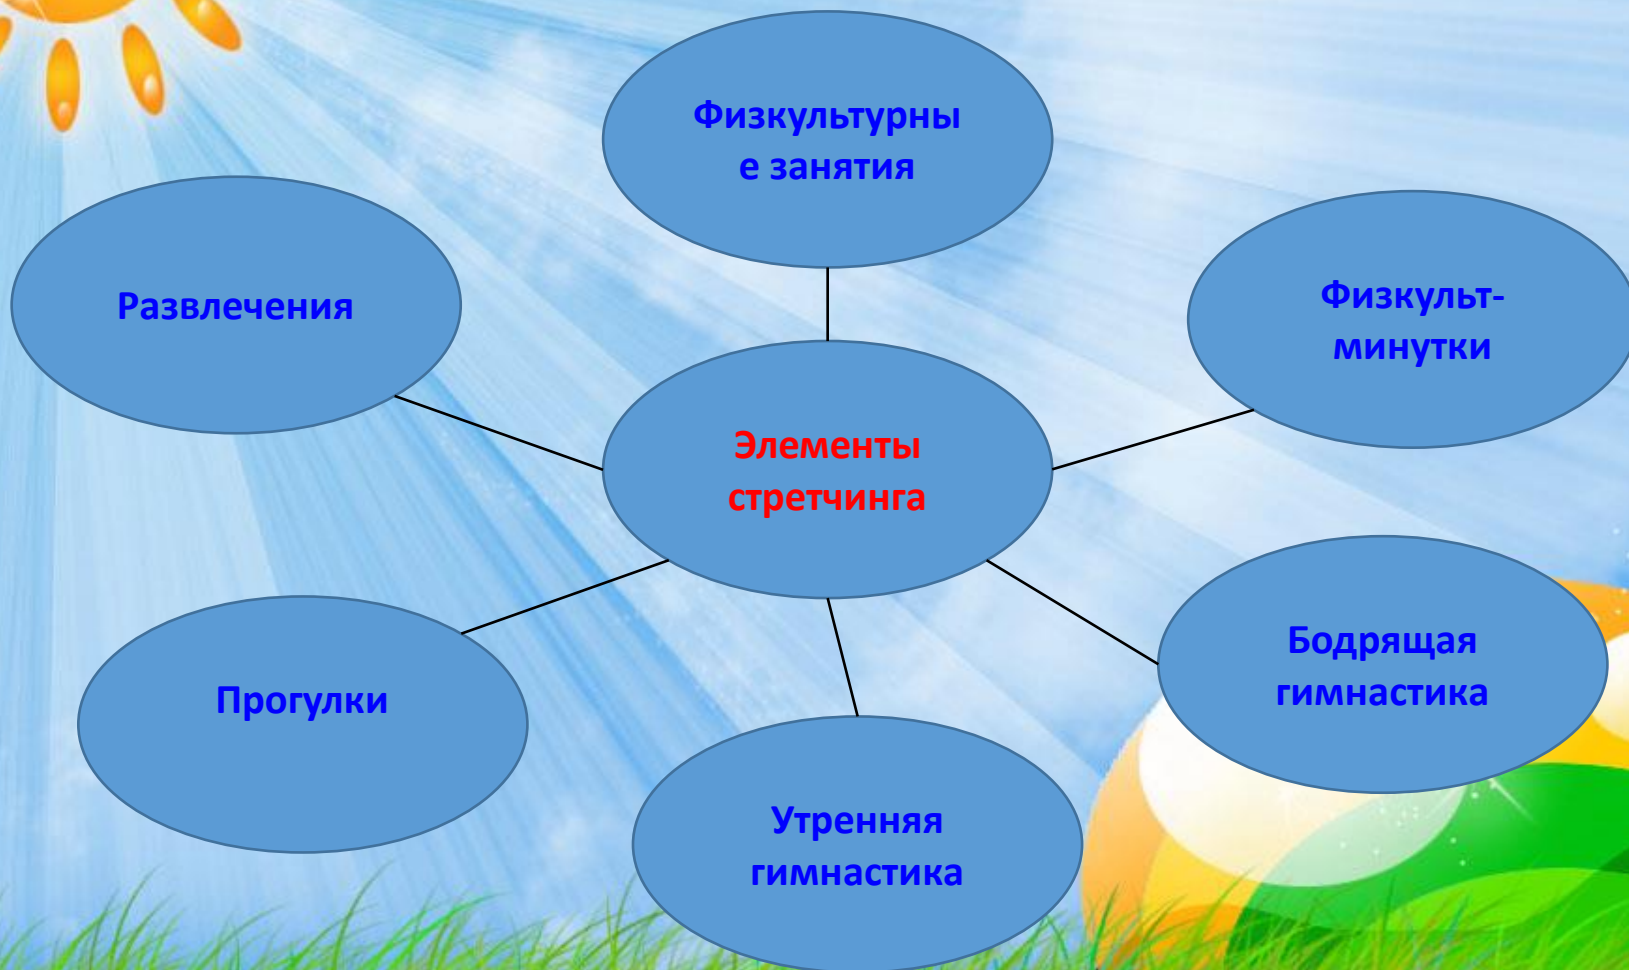 Физкультурны
е занятия
Развлечения
Физкульт-
минутки
Элементы
стретчинга
Бодрящая
гимнастика
Прогулки
Утренняя
гимнастика